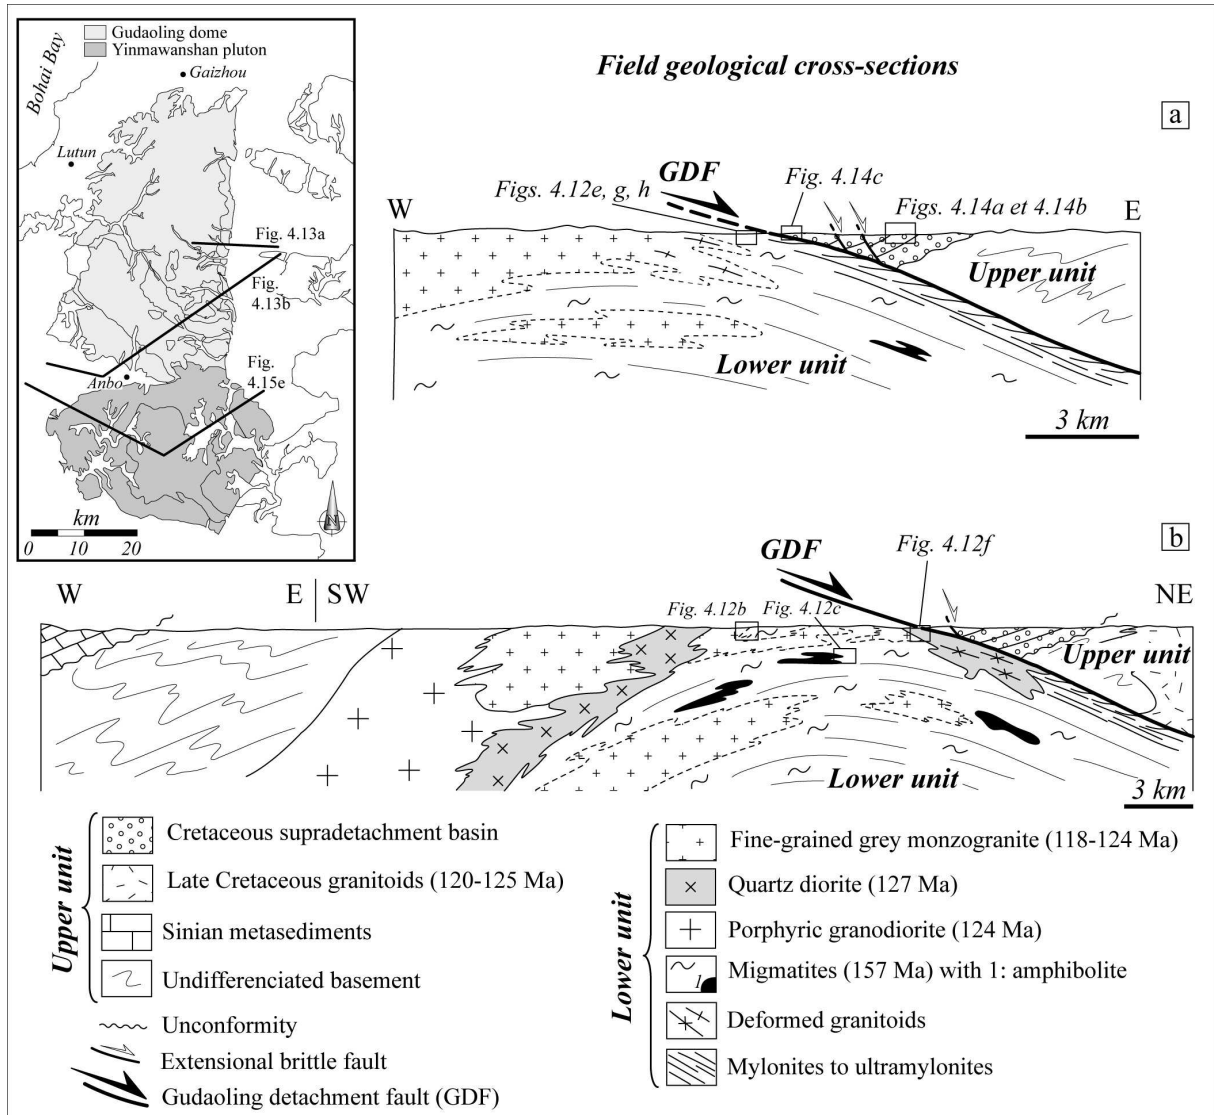 Gudaoling dome
Yinmawanshan pluton
Bohai Bay
Gaizhou
Lutun
Fig. 4.13a
Fig.
4.13b
Fig.
4.15e
Anbo
N
km
0 10 20
Field geological cross-sections
a
GDF
Fig. 4.14c
Figs. 4.12e, g, h
Figs. 4.14a et 4.14b
W
E
Upper unit
Lower unit
3 km
b
GDF
Fig. 4.12f
W
E
SW
NE
Fig. 4.12b
Fig. 4.12c
Upper unit
Lower unit
3 km
Upper unit
Cretaceous supradetachment basin
Late Cretaceous granitoids (120-125 Ma)
Sinian metasediments
Undifferenciated basement
Unconformity
Extensional brittle fault
Gudaoling detachment fault (GDF)
Lower unit
Fine-grained grey monzogranite (118-124 Ma)
Quartz diorite (127 Ma)
Porphyric granodiorite (124 Ma)
1
Migmatites (157 Ma) with 1: amphibolite
Deformed granitoids
Mylonites to ultramylonites